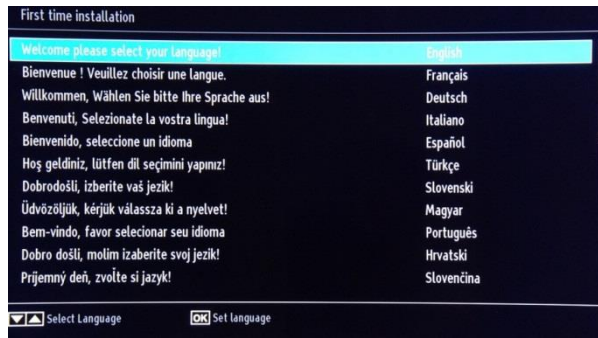 First time installation
Welcome please select your language! English
Bienvenue ! Veuillez choisir une langue. Français
Willkommen, Wählen Sie bitte Ihre Sprache aus! Deutsch
Benvenuti, Selezionate la vostra lingua! Italiano
Bienvenido, seleccione un idioma Español
Hoş geldiniz, lütfen dil seçimini yapınız! Türkçe
Dobrodošli, izberite vaš jezik! Slovenski
Üdvözöljük, kérjük válassza ki a nyelvet! Magyar
Bem-vindo, favor selecionar seu idioma Português
Dobro došli, molim izaberite svoj jezik! Hrvatski
Príjemný deň, zvoľte si jazyk! Slovenčina
Select Language OK Set language